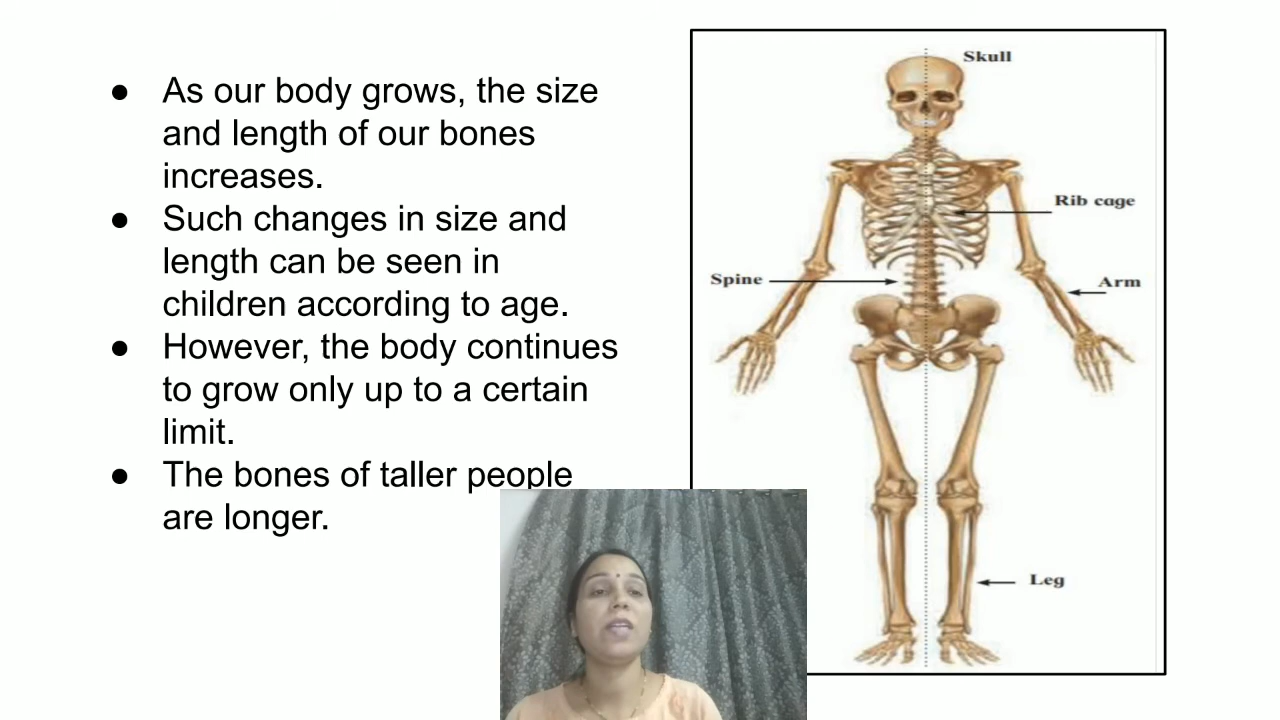 ● As our body grows, the size
and length of our bones
increases.
● Such changes in size and
length can be seen in
children according to age.
● However, the body continues
to grow only up to a certain
limit.
● The bones of taller people
are longer.
Skull
Rib cage
Spine
Arm
Leg